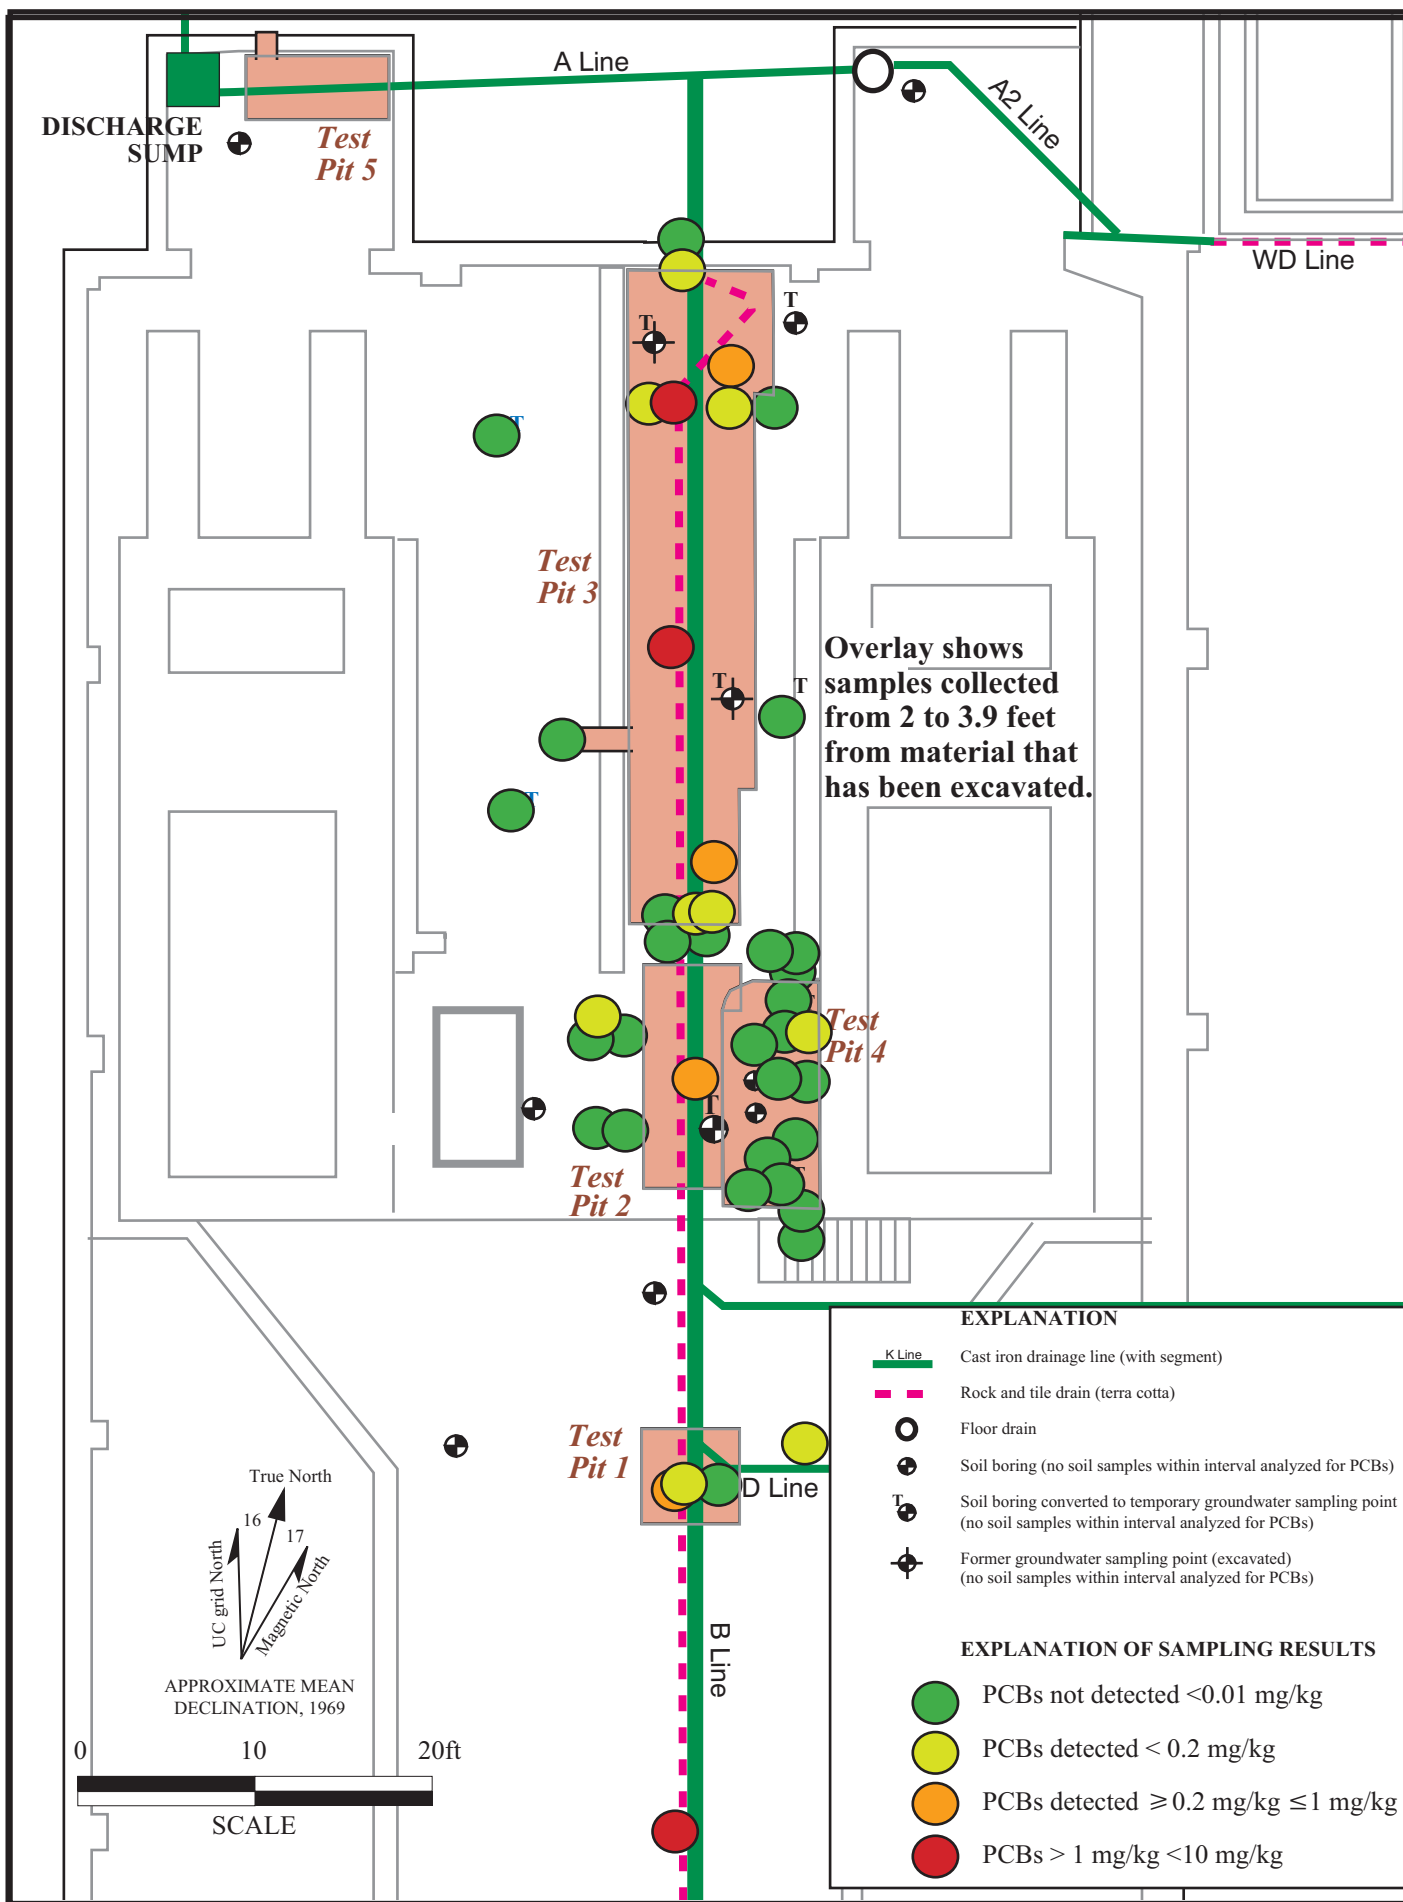 A Line
A2 Line
DISCHARGE
SUMP
Test
Pit 5
WD Line
T
T
T
Test
Pit 3
Overlay shows
samples collected
from 2 to 3.9 feet
from material that
has been excavated.
T
T
T
Test
Pit 4
T
T
Test
Pit 2
Test
Pit 1
D Line
B Line
True North
16
17
UC grid North
Magnetic North
APPROXIMATE MEAN
DECLINATION, 1969
0 10 20ft
SCALE
EXPLANATION
K Line Cast iron drainage line (with segment)
Rock and tile drain (terra cotta)
Floor drain
Soil boring (no soil samples within interval analyzed for PCBs)
T Soil boring converted to temporary groundwater sampling point
(no soil samples within interval analyzed for PCBs)
Former groundwater sampling point (excavated)
(no soil samples within interval analyzed for PCBs)
EXPLANATION OF SAMPLING RESULTS
PCBs not detected <0.01 mg/kg
PCBs detected < 0.2 mg/kg
PCBs detected ≥0.2 mg/kg ≤1 mg/kg
PCBs > 1 mg/kg <10 mg/kg